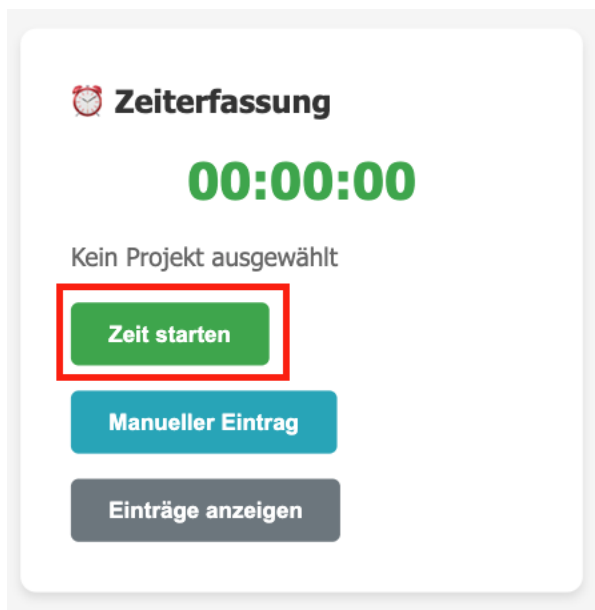 ⏰ Zeiterfassung
00:00:00
Kein Projekt ausgewählt
Zeit starten
Manueller Eintrag
Einträge anzeigen